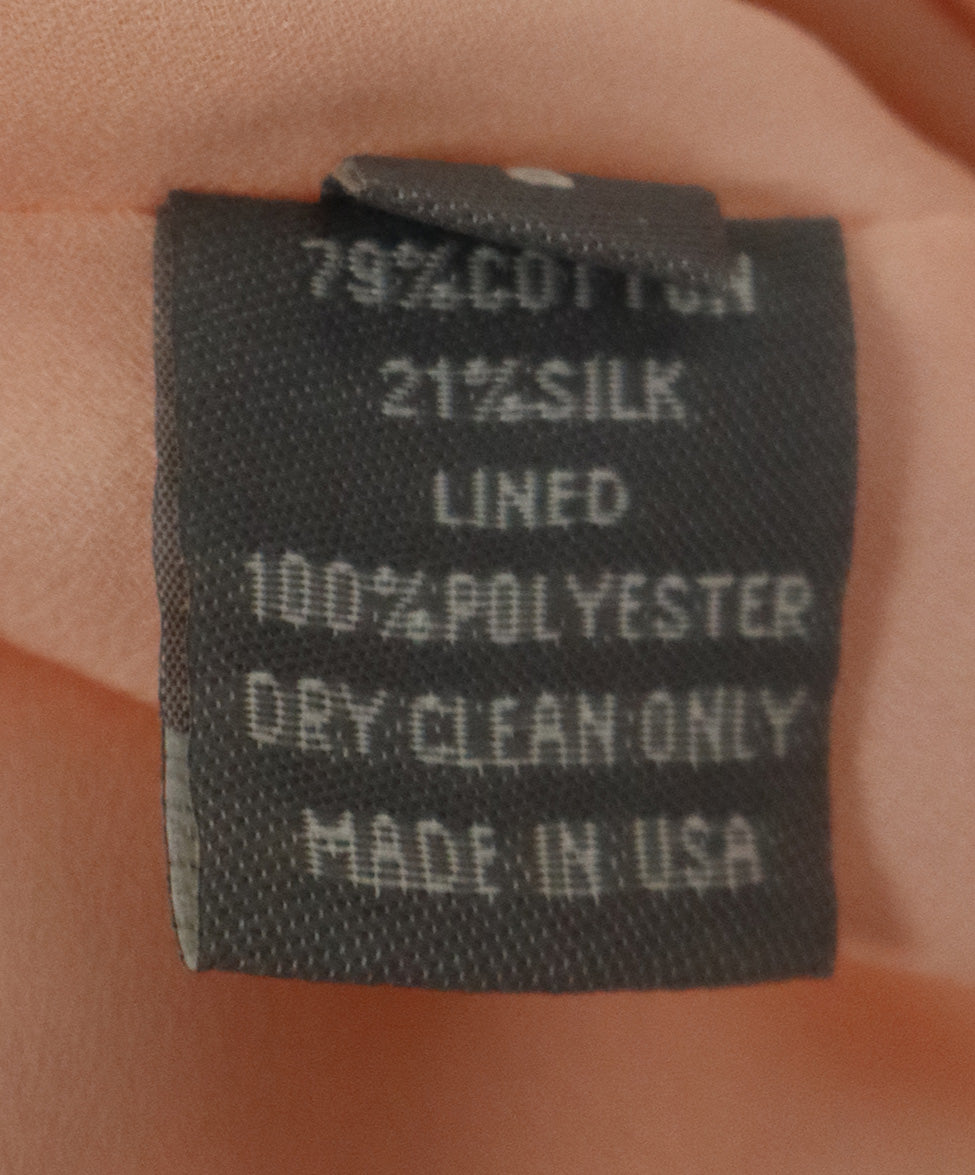 79%COTTON
21%SILK
LINED
100%POLYESTER
DRY CLEAN ONLY
MADE IN USA